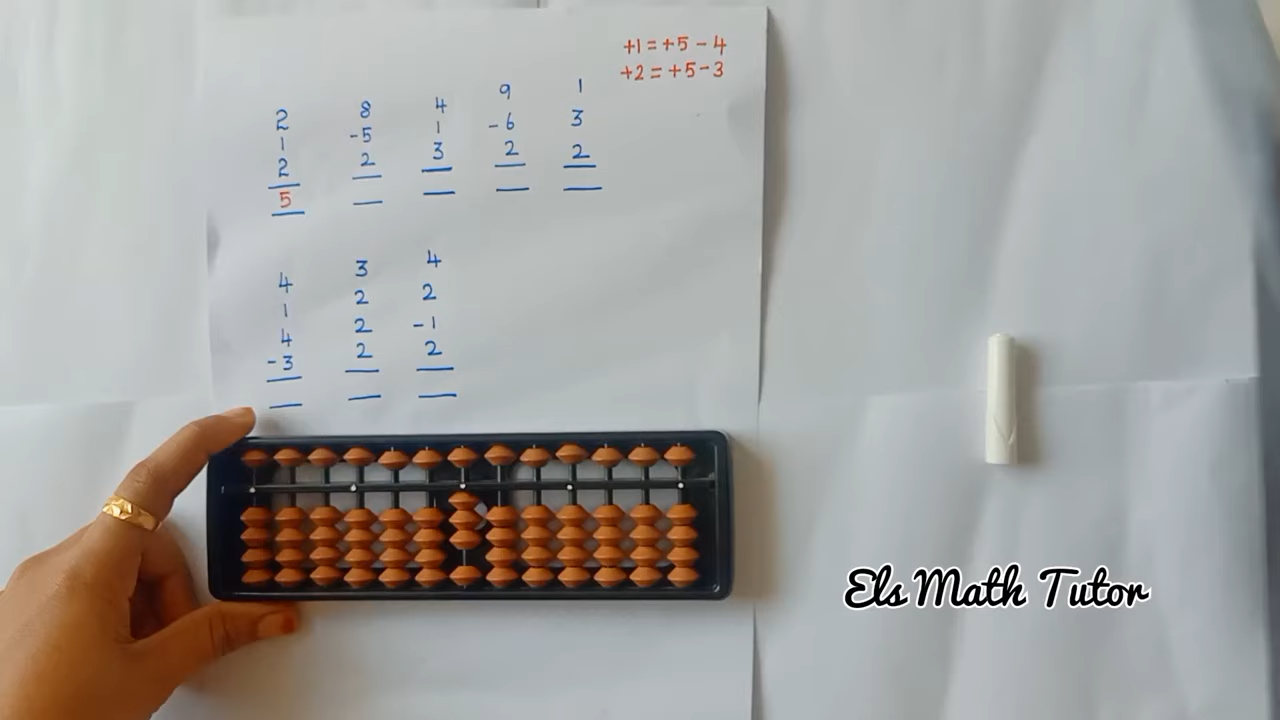 +1 = +5 - 4
+2 = +5 - 3
2 8 4 9 1
1 -5 1 -6 3
2 2 3 2 2
5
4 3 4
1 2 2
4 2 -1
-3 2 2
Els Math Tutor